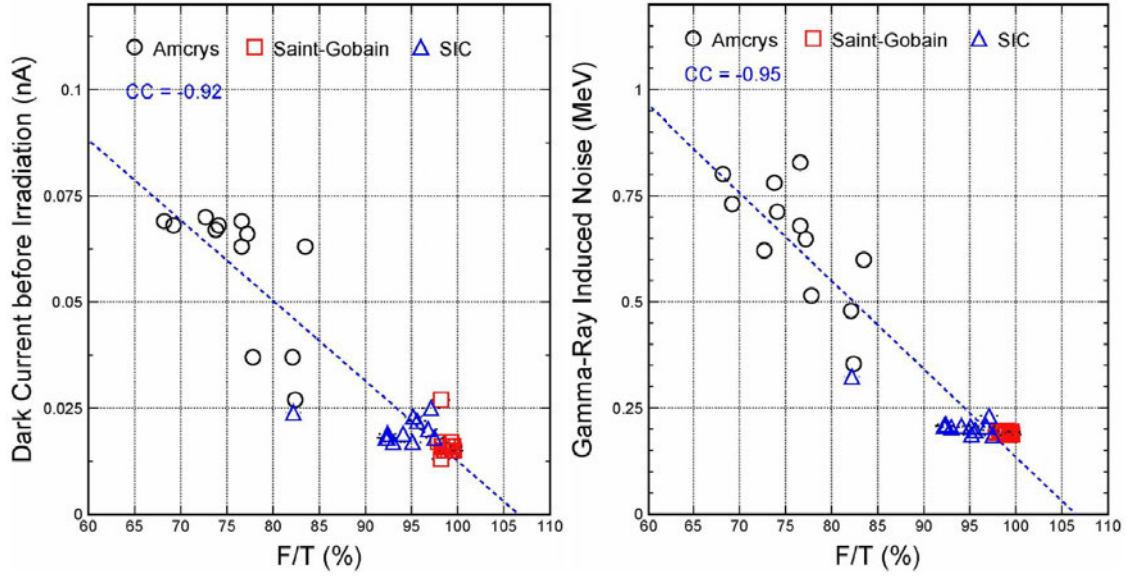 Dark Current before Irradiation (nA)
Amcrys Saint-Gobain SIC
CC = -0.92
0.1
0.075
0.05
0.025
0
60 65 70 75 80 85 90 95 100 105 110
F/T (%)
Gamma-Ray Induced Noise (MeV)
Amcrys Saint-Gobain SIC
CC = -0.95
1
0.75
0.5
0.25
0
60 65 70 75 80 85 90 95 100 105 110
F/T (%)